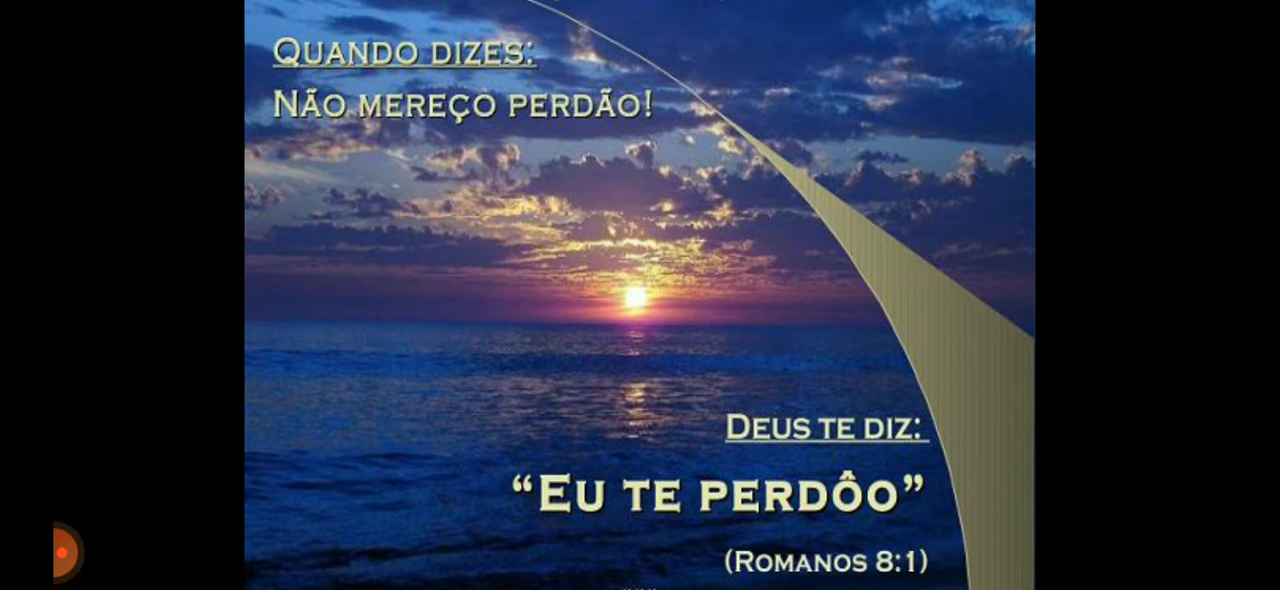 Quando dizes:
Não mereço perdão!
Deus te diz:
“Eu te perdôo”
(Romanos 8:1)